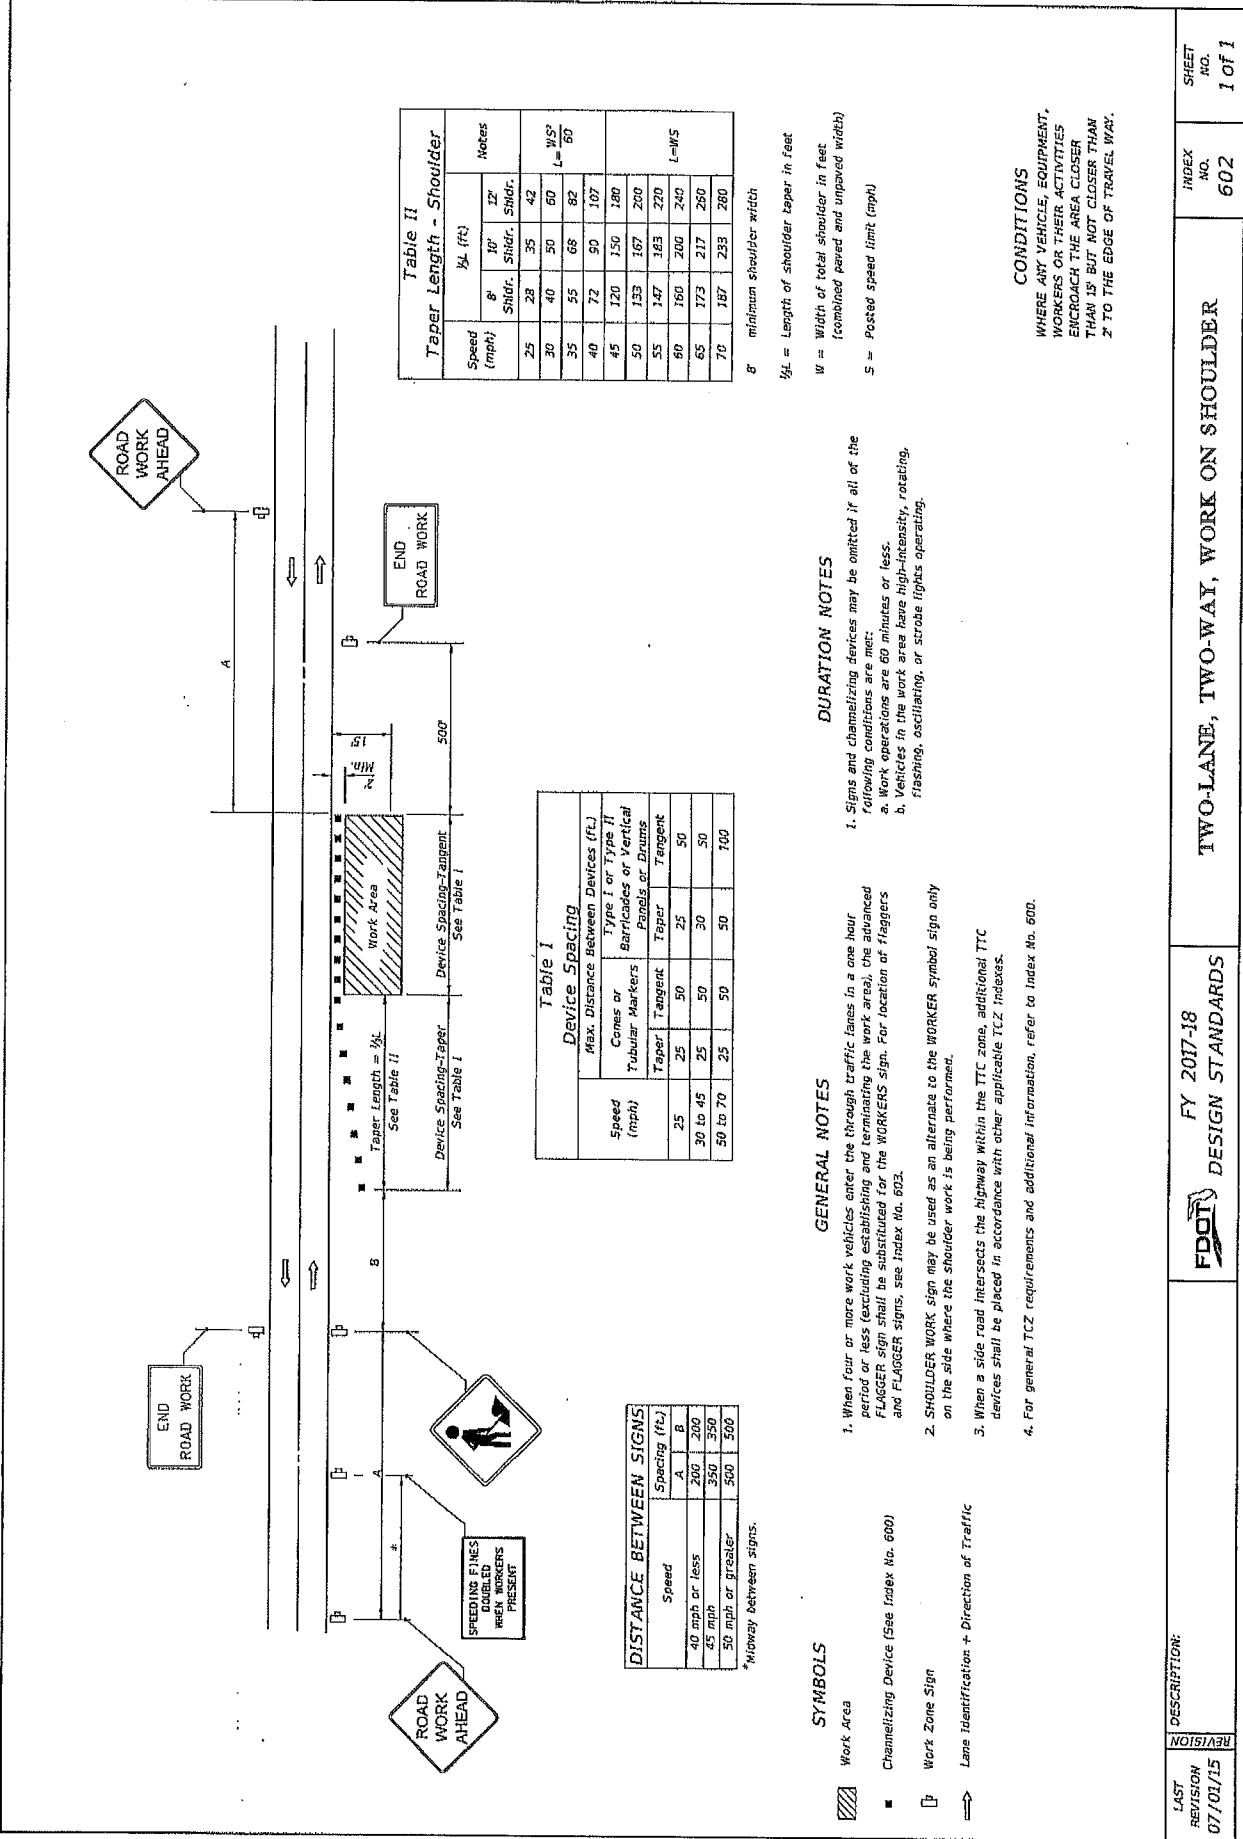 ROAD
WORK
AHEAD
END
ROAD WORK
END
ROAD WORK
ROAD
WORK
AHEAD
SPEEDING FINES
DOUBLED
WHEN WORKERS
PRESENT
A
*
B
A
Taper Length = ⅓L
See Table II
Device Spacing-Taper
See Table I
Work Area
Device Spacing-Tangent
See Table I
2' Min.
15'
500'
Table II
Taper Length - Shoulder
Speed (mph) ⅓L (ft) Notes
8' Shldr. 10' Shldr. 12' Shldr.
25 28 35 42 L= WS²/60
30 40 50 60
35 55 68 82
40 72 90 107
45 120 150 180 L=WS
50 133 167 200
55 147 183 220
60 160 200 240
65 173 217 260
70 187 233 280
8' minimum shoulder width
⅓L = Length of shoulder taper in feet
W = Width of total shoulder in feet
(combined paved and unpaved width)
S = Posted speed limit (mph)
Table I
Device Spacing
Speed (mph) Max. Distance Between Devices (ft.)
Cones or Tubular Markers Type I or Type II Barricades or Vertical Panels or Drums
Taper Tangent Taper Tangent
25 25 50 25 50
30 to 45 25 50 30 50
50 to 70 25 50 50 100
DISTANCE BETWEEN SIGNS
Speed Spacing (ft.)
A B
40 mph or less 200 200
45 mph 350 350
50 mph or greater 500 500
*Midway between signs.
SYMBOLS
Work Area
Channelizing Device (See Index No. 600)
Work Zone Sign
Lane Identification + Direction of Traffic
GENERAL NOTES
1. When four or more work vehicles enter the through traffic lanes in a one hour
period or less (excluding establishing and terminating the work area), the advanced
FLAGGER sign shall be substituted for the WORKERS sign. For location of flaggers
and FLAGGER signs, see Index No. 603.
2. SHOULDER WORK sign may be used as an alternate to the WORKER symbol sign only
on the side where the shoulder work is being performed.
3. When a side road intersects the highway within the TTC zone, additional TTC
devices shall be placed in accordance with other applicable TCZ Indexes.
4. For general TCZ requirements and additional information, refer to Index No. 600.
DURATION NOTES
1. Signs and channelizing devices may be omitted if all of the
following conditions are met:
a. Work operations are 60 minutes or less.
b. Vehicles in the work area have high-intensity, rotating,
flashing, oscillating, or strobe lights operating.
CONDITIONS
WHERE ANY VEHICLE, EQUIPMENT,
WORKERS OR THEIR ACTIVITIES
ENCROACH THE AREA CLOSER
THAN 15' BUT NOT CLOSER THAN
2' TO THE EDGE OF TRAVEL WAY.
LAST
REVISION
07/01/15
REVISION
DESCRIPTION:
FDOT
FY 2017-18
DESIGN STANDARDS
TWO-LANE, TWO-WAY, WORK ON SHOULDER
INDEX
NO.
602
SHEET
NO.
1 of 1